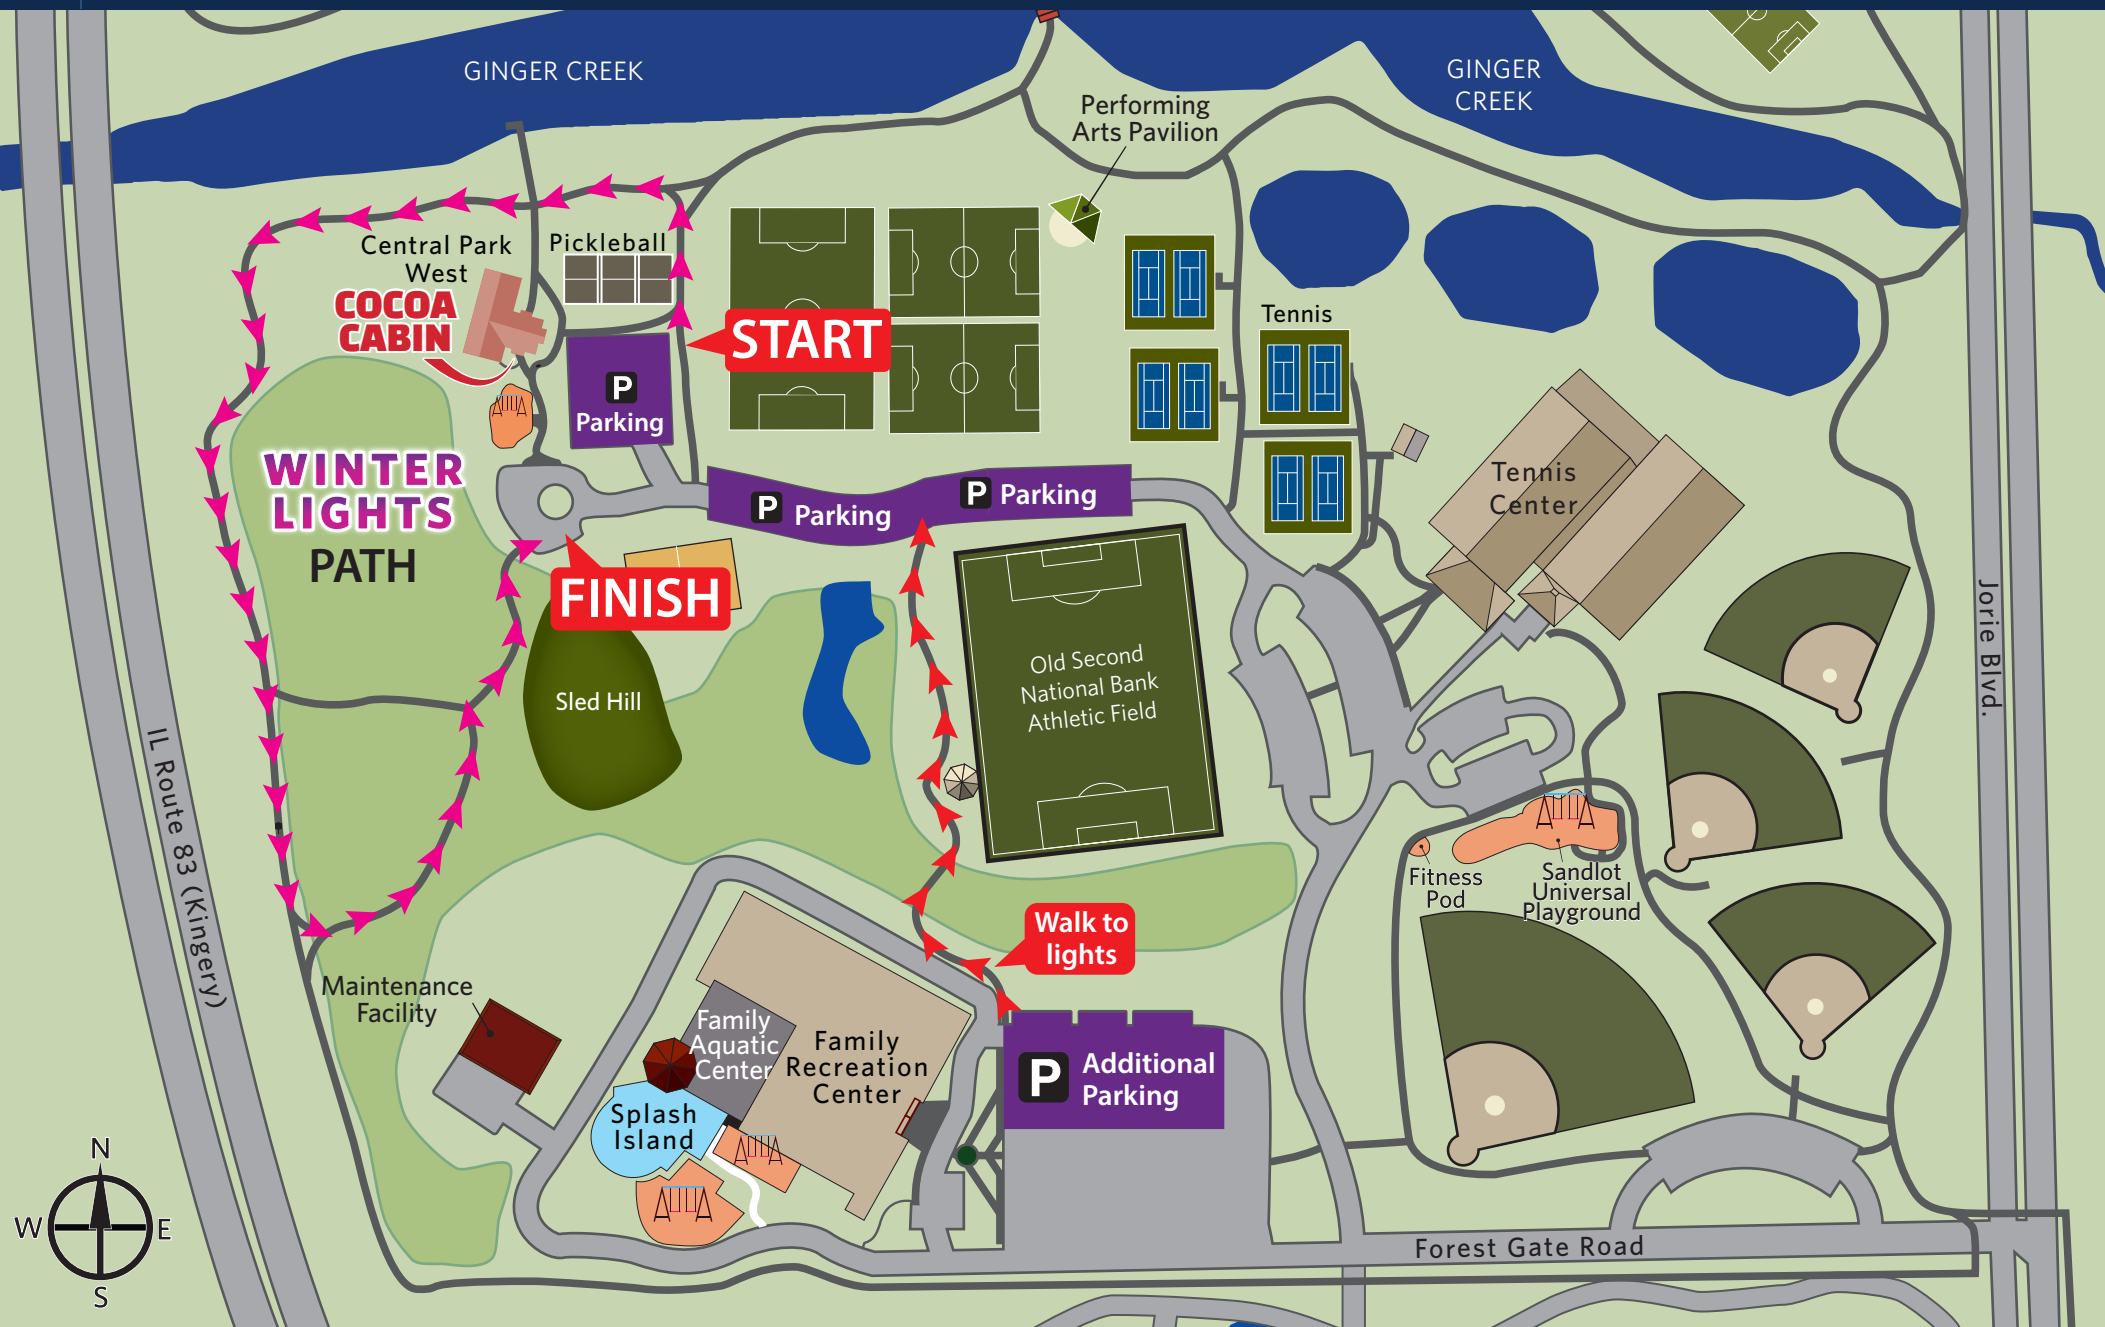 GINGER CREEK
GINGER
CREEK
Performing
Arts Pavilion
Central Park
West
Pickleball
COCOA
CABIN
START
Tennis
P
Parking
WINTER
LIGHTS
PATH
P Parking
P Parking
Tennis
Center
FINISH
Old Second
National Bank
Athletic Field
Sled Hill
Jorie Blvd.
IL Route 83 (Kingery)
Fitness
Pod
Sandlot
Universal
Playground
Walk to
lights
Maintenance
Facility
Family
Aquatic
Center
Family
Recreation
Center
P Additional
Parking
Splash
Island
N
W E
S
Forest Gate Road